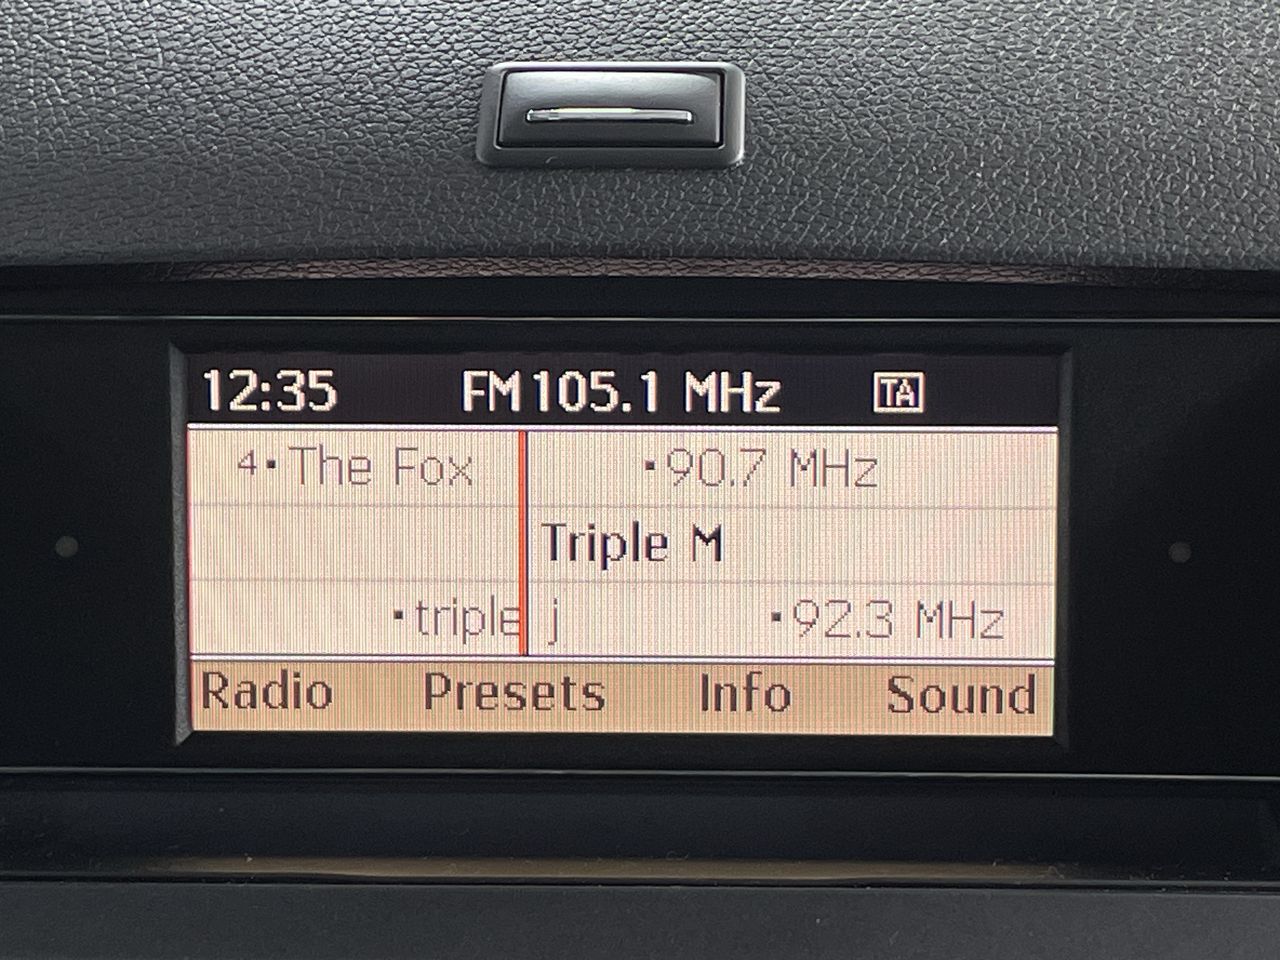 12:35 FM 105.1 MHz TA
4·The Fox ·90.7 MHz
Triple M
·triple j ·92.3 MHz
Radio Presets Info Sound